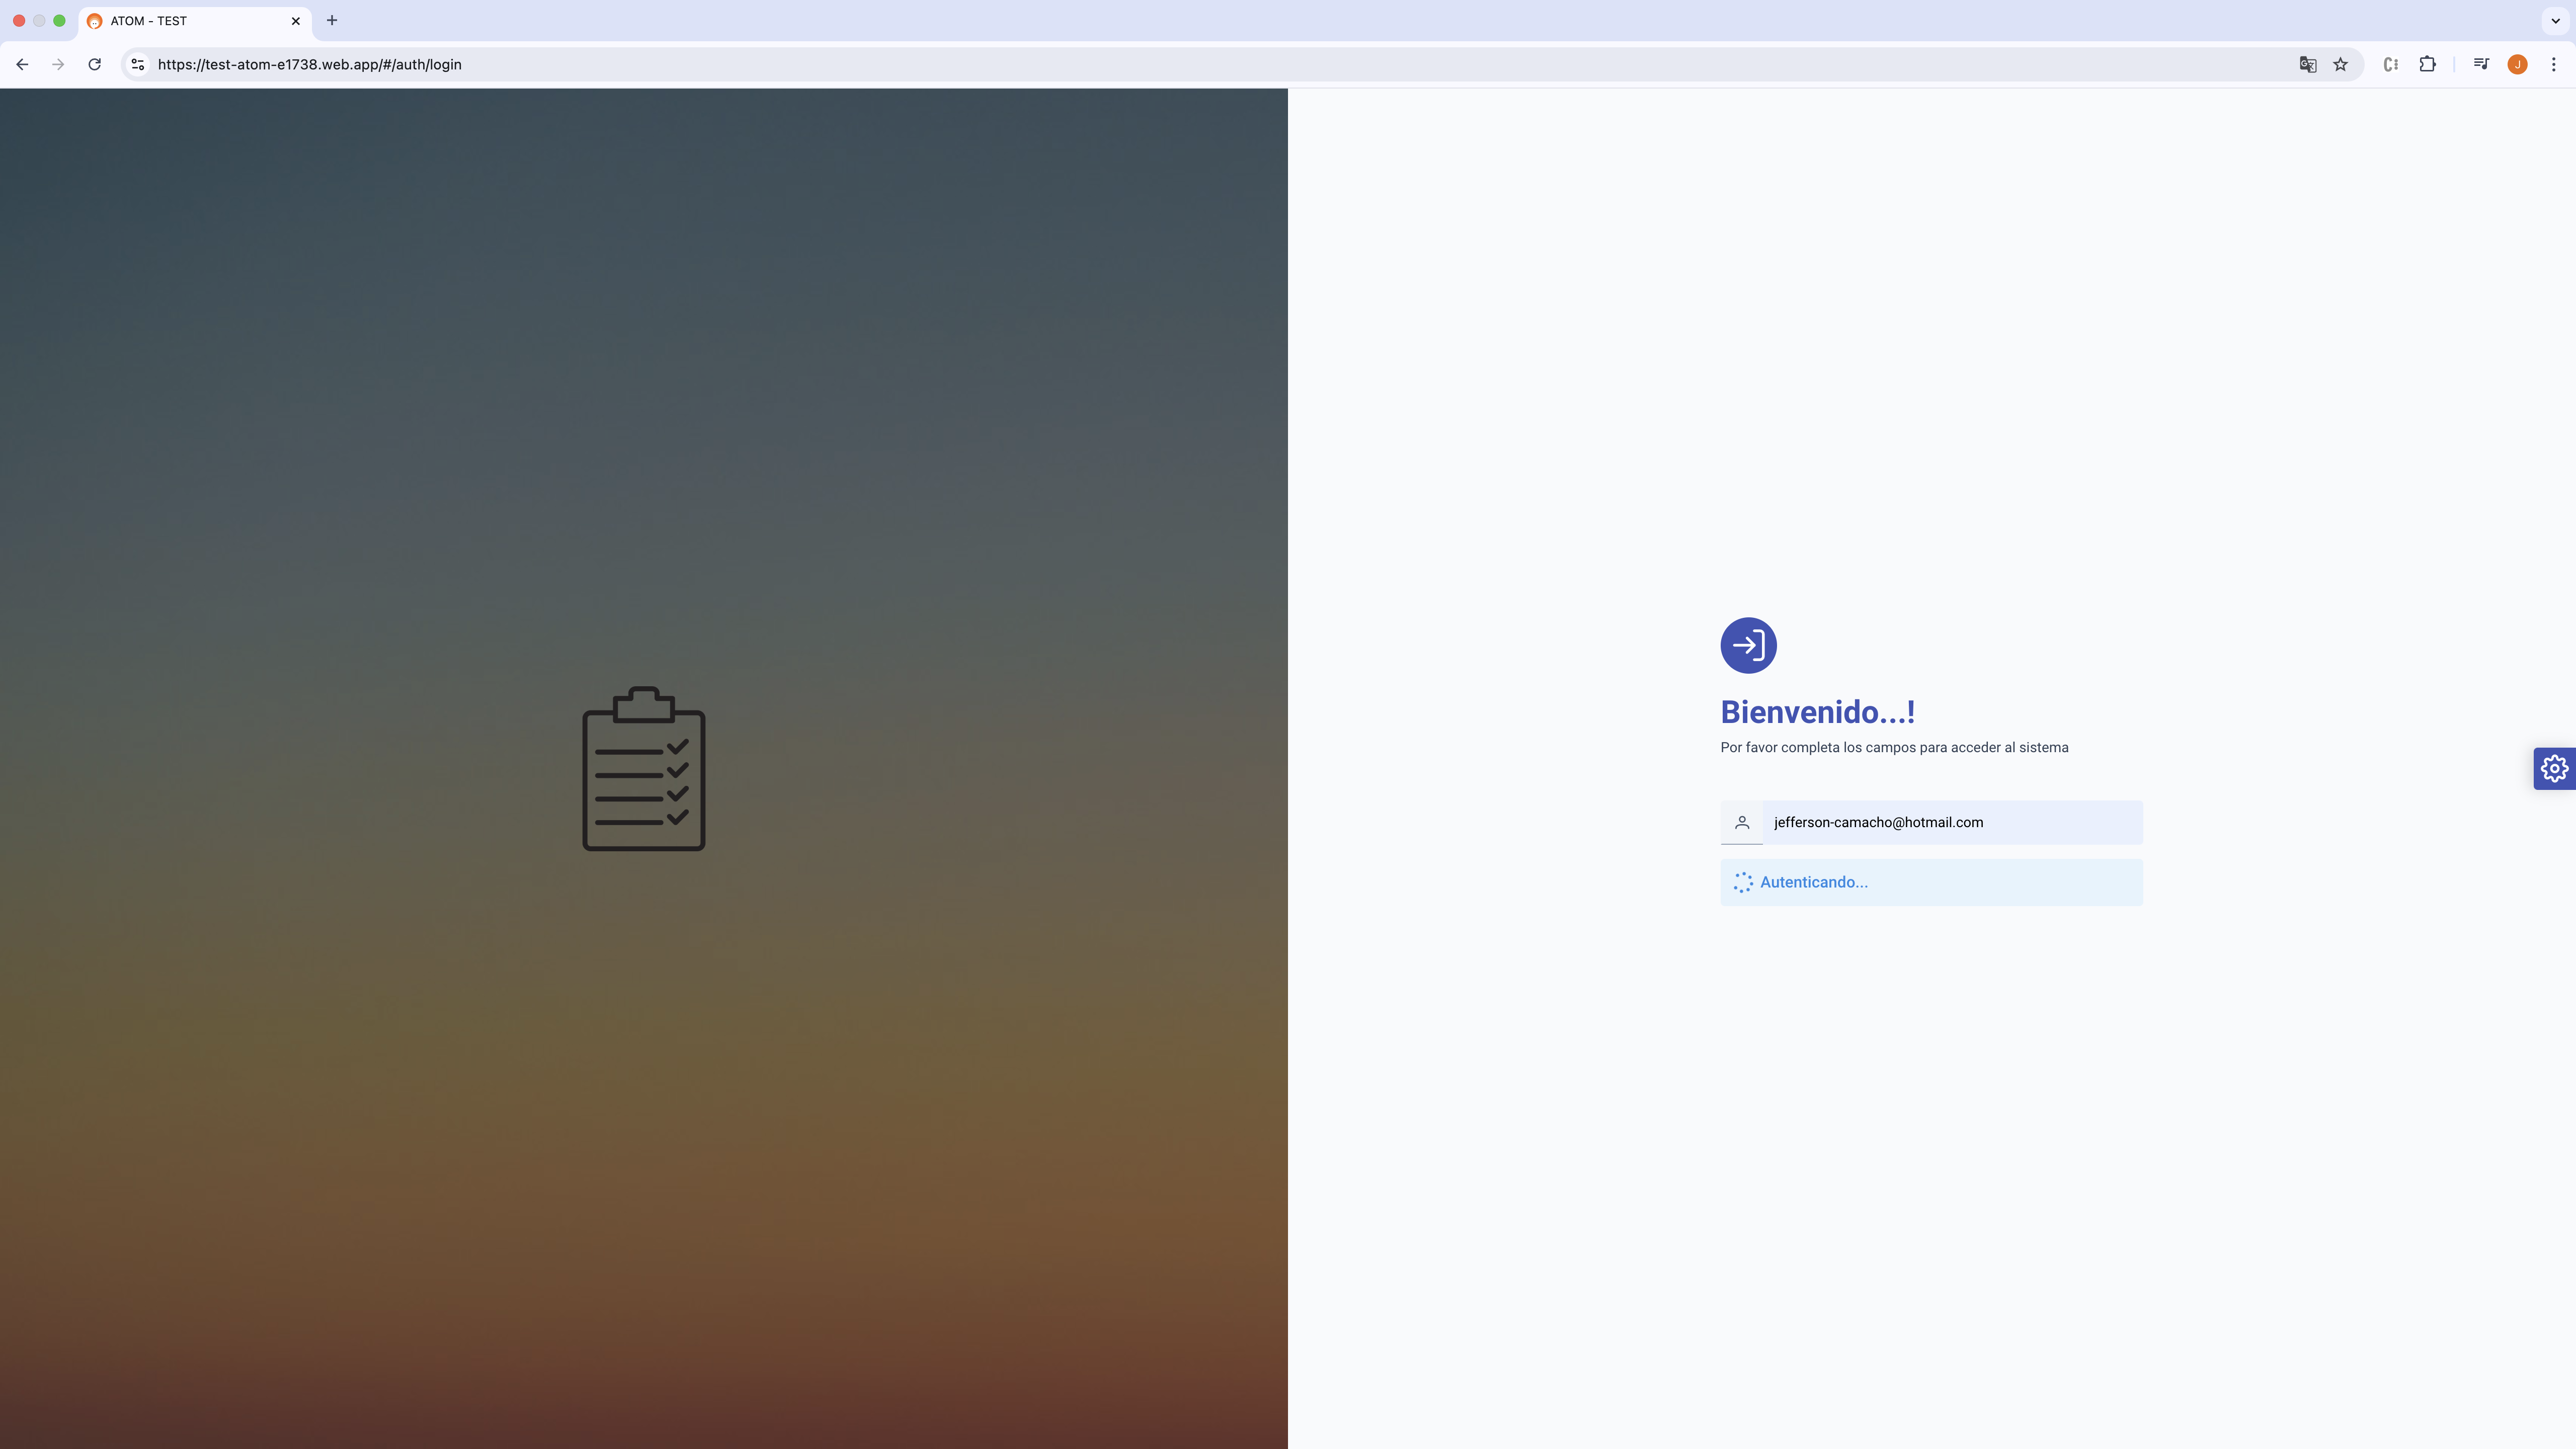 ATOM - TEST
https://test-atom-e1738.web.app/#/auth/login
J
Bienvenido...!
Por favor completa los campos para acceder al sistema
jefferson-camacho@hotmail.com
Autenticando...